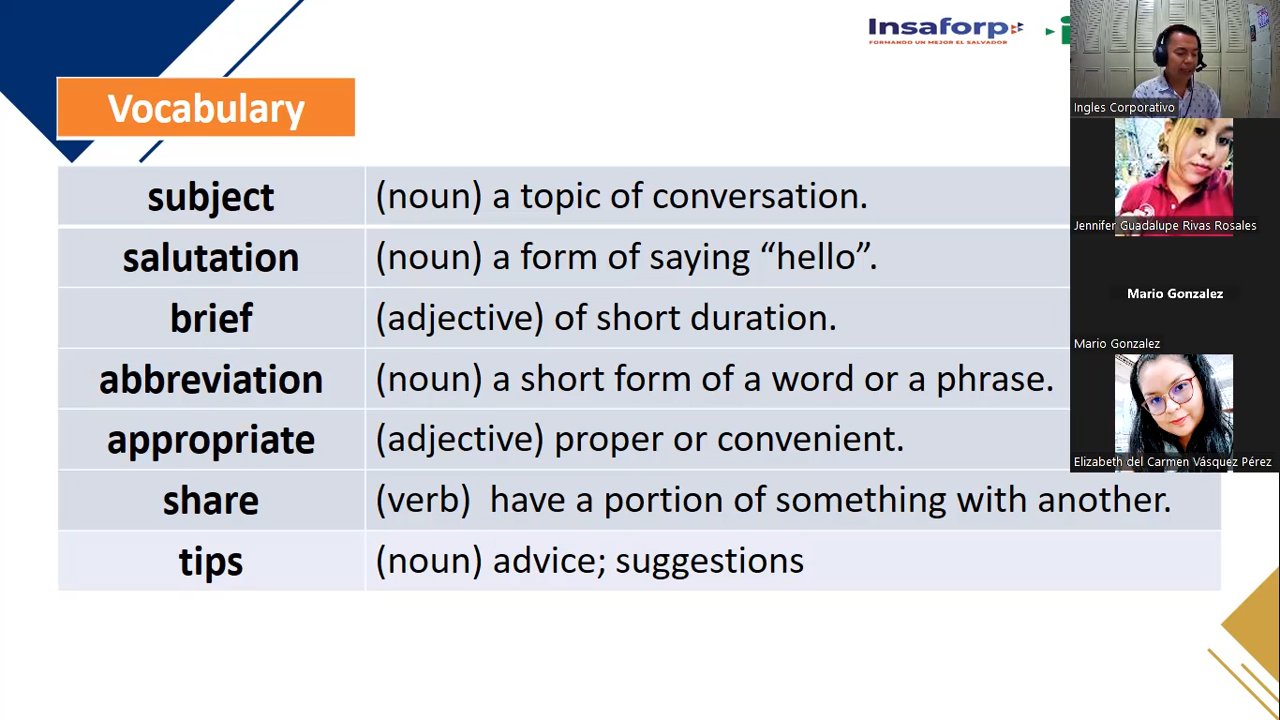 Insaforp
FORMANDO UN MEJOR EL SALVADOR
Vocabulary
subject (noun) a topic of conversation.
salutation (noun) a form of saying “hello”.
brief (adjective) of short duration.
abbreviation (noun) a short form of a word or a phrase.
appropriate (adjective) proper or convenient.
share (verb) have a portion of something with another.
tips (noun) advice; suggestions
Ingles Corporativo
Jennifer Guadalupe Rivas Rosales
Mario Gonzalez
Mario Gonzalez
Elizabeth del Carmen Vásquez Pérez